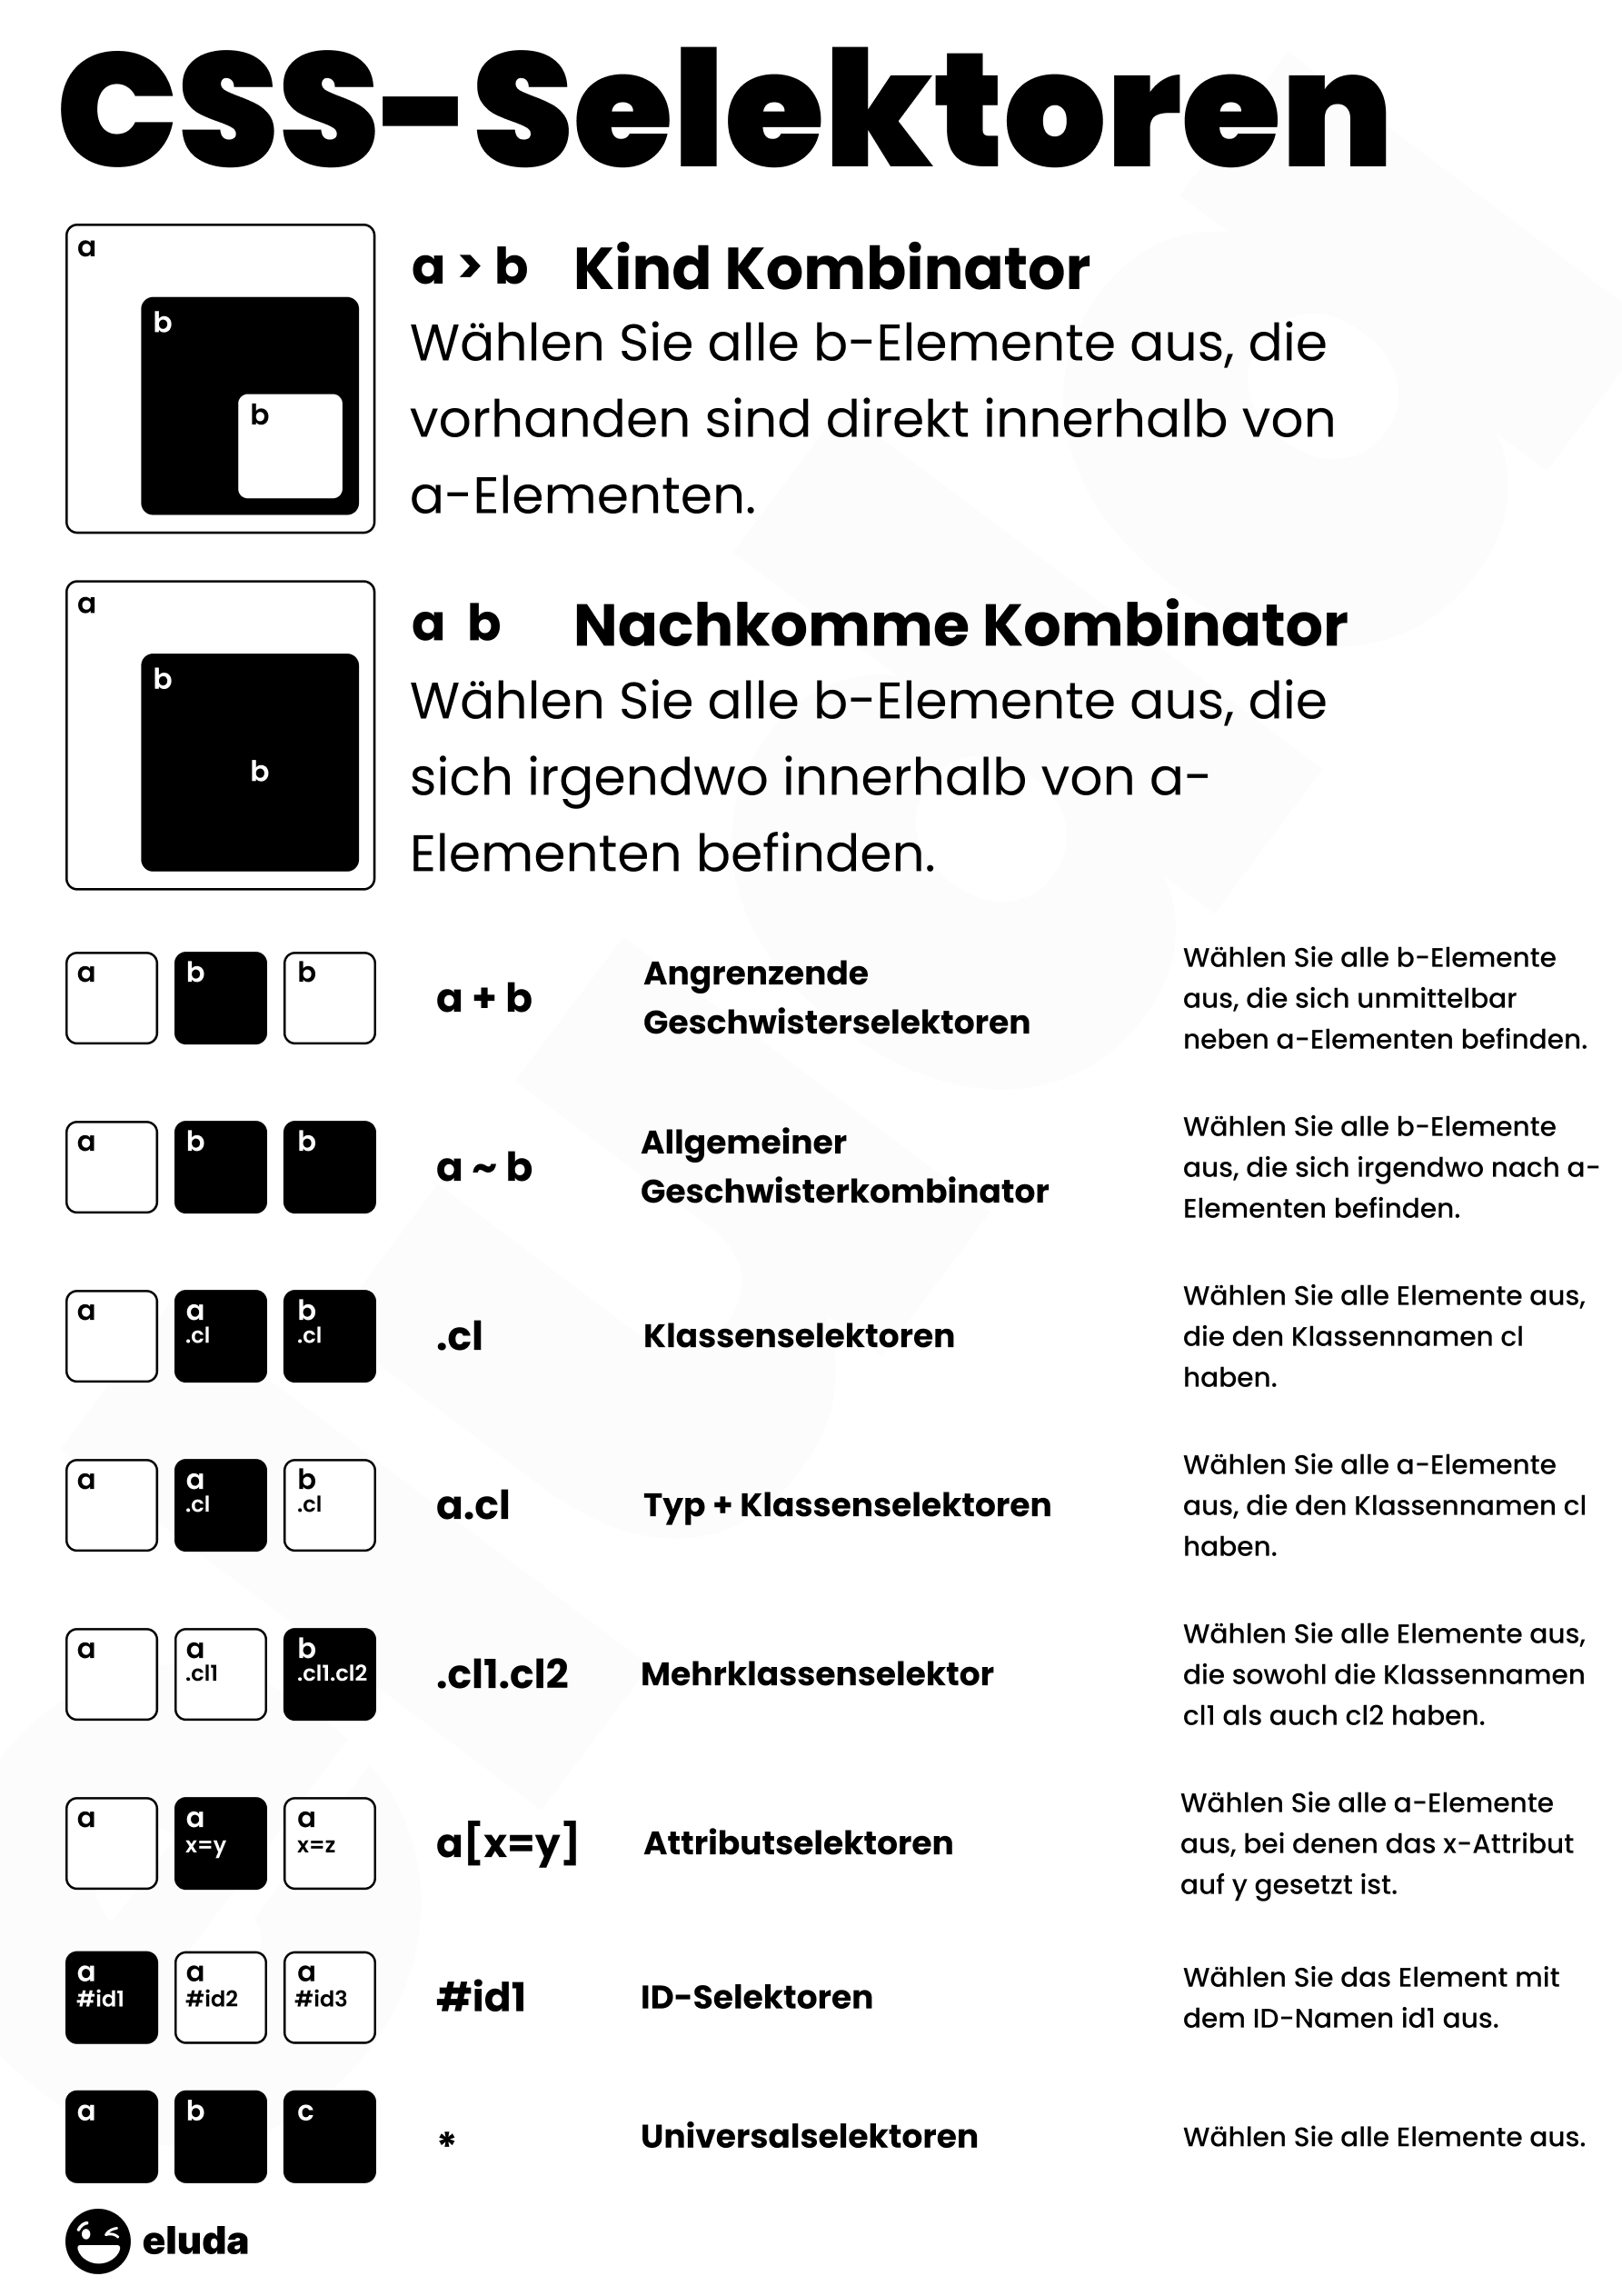 CSS-Selektoren
a
b
b
a > b Kind Kombinator
Wählen Sie alle b-Elemente aus, die
vorhanden sind direkt innerhalb von
a-Elementen.
a
b
b
a b Nachkomme Kombinator
Wählen Sie alle b-Elemente aus, die
sich irgendwo innerhalb von a-
Elementen befinden.
a b b
a + b
Angrenzende
Geschwisterselektoren
Wählen Sie alle b-Elemente
aus, die sich unmittelbar
neben a-Elementen befinden.
a b b
a ~ b
Allgemeiner
Geschwisterkombinator
Wählen Sie alle b-Elemente
aus, die sich irgendwo nach a-
Elementen befinden.
a a b
.cl .cl
.cl
Klassenselektoren
Wählen Sie alle Elemente aus,
die den Klassennamen cl
haben.
a a b
.cl .cl
a.cl
Typ + Klassenselektoren
Wählen Sie alle a-Elemente
aus, die den Klassennamen cl
haben.
a a b
.cl1 .cl1.cl2
.cl1.cl2
Mehrklassenselektor
Wählen Sie alle Elemente aus,
die sowohl die Klassennamen
cl1 als auch cl2 haben.
a a a
x=y x=z
a[x=y]
Attributselektoren
Wählen Sie alle a-Elemente
aus, bei denen das x-Attribut
auf y gesetzt ist.
a a a
#id1 #id2 #id3
#id1
ID-Selektoren
Wählen Sie das Element mit
dem ID-Namen id1 aus.
a b c
*
Universalselektoren
Wählen Sie alle Elemente aus.
eluda
eluda